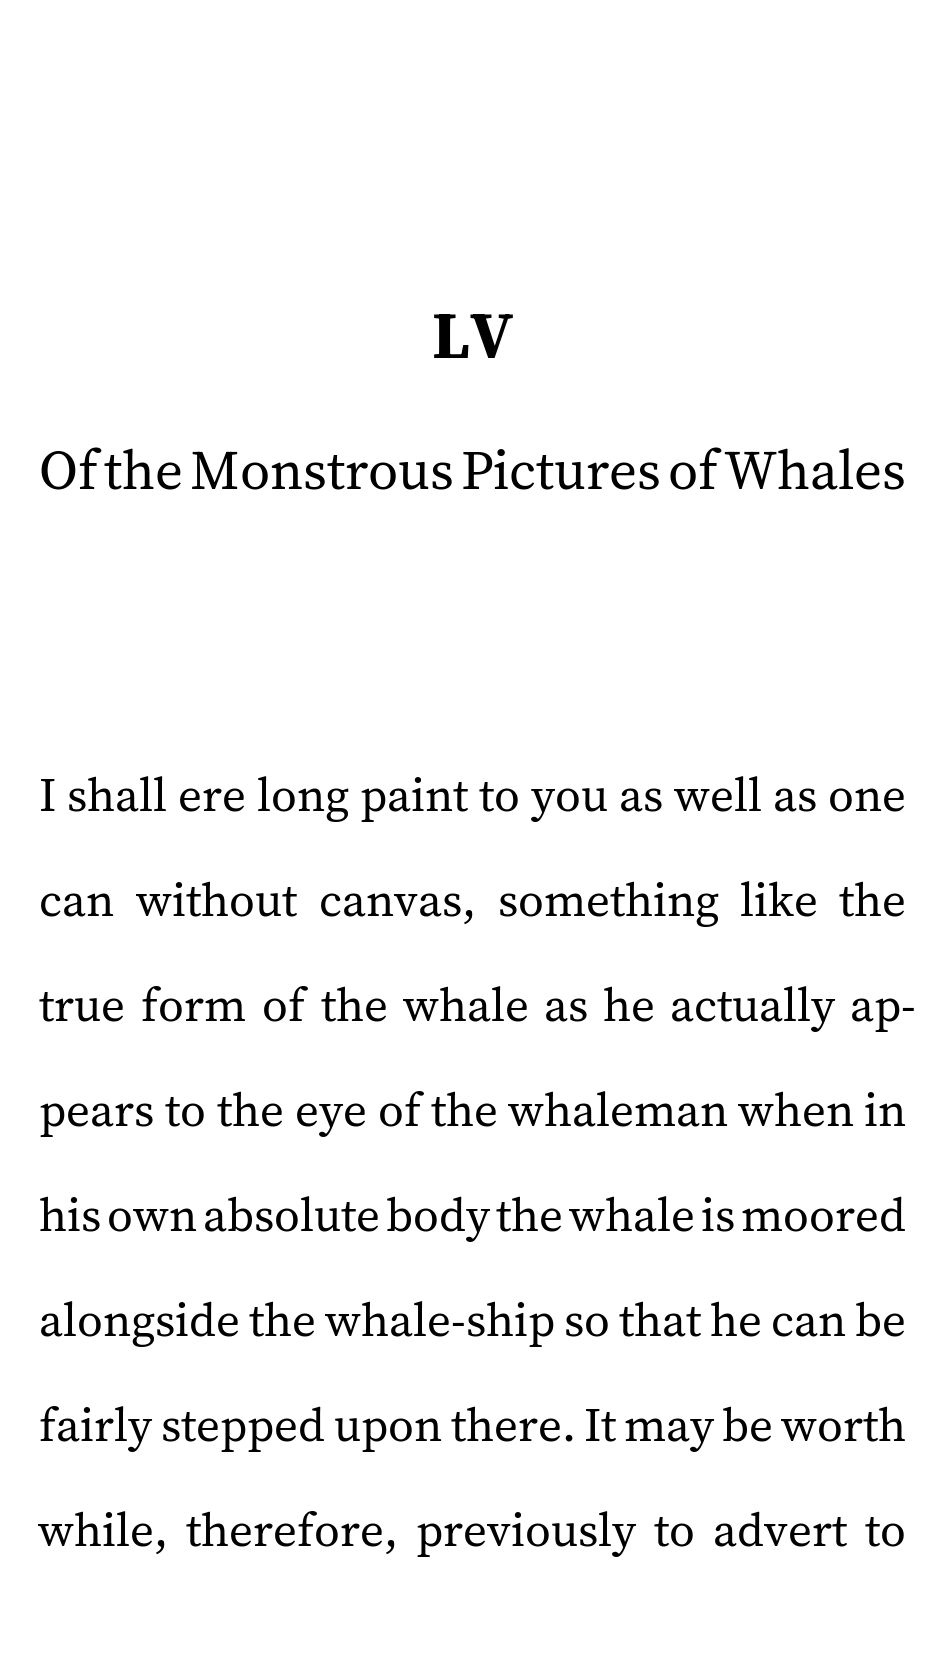 LV
Of the Monstrous Pictures of Whales
I shall ere long paint to you as well as one
can without canvas, something like the
true form of the whale as he actually ap-
pears to the eye of the whaleman when in
his own absolute body the whale is moored
alongside the whale-ship so that he can be
fairly stepped upon there. It may be worth
while, therefore, previously to advert to